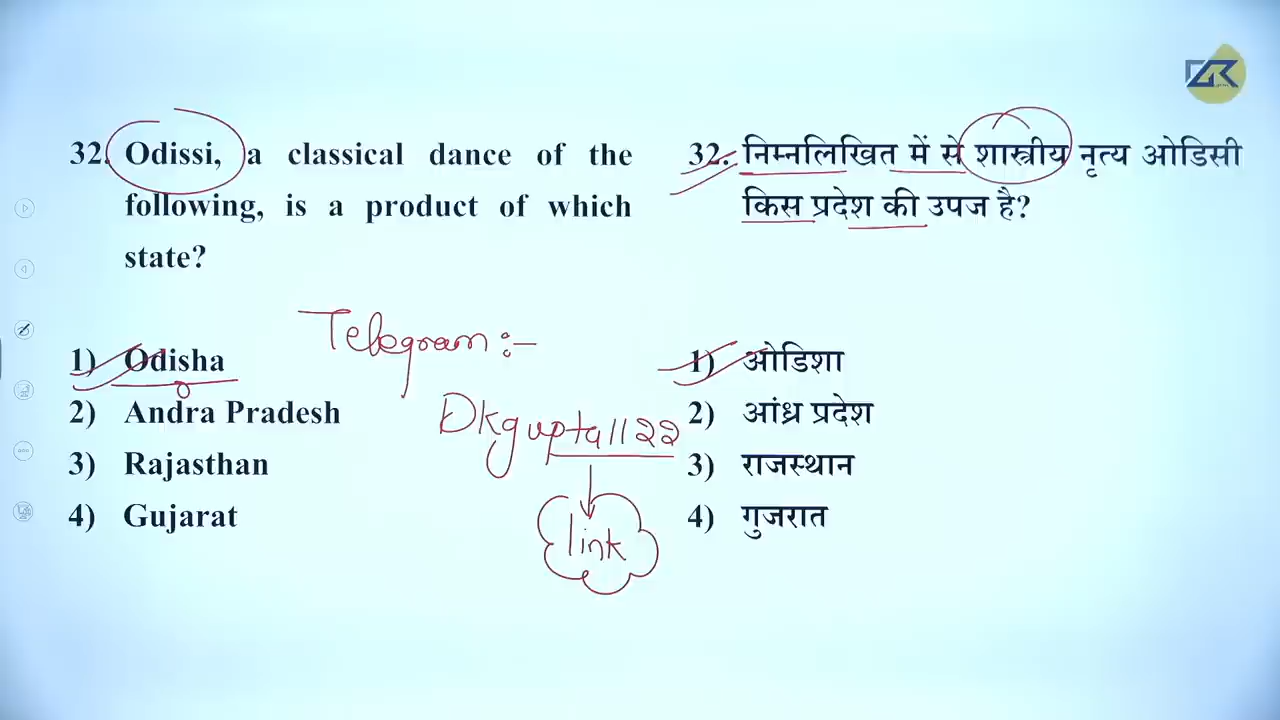 32. Odissi, a classical dance of the
following, is a product of which
state?
1) Odisha
2) Andra Pradesh
3) Rajasthan
4) Gujarat
32. निम्नलिखित में से शास्त्रीय नृत्य ओडिसी
किस प्रदेश की उपज है?
1) ओडिशा
2) आंध्र प्रदेश
3) राजस्थान
4) गुजरात
Telegram :-
Dkgupta1122
link